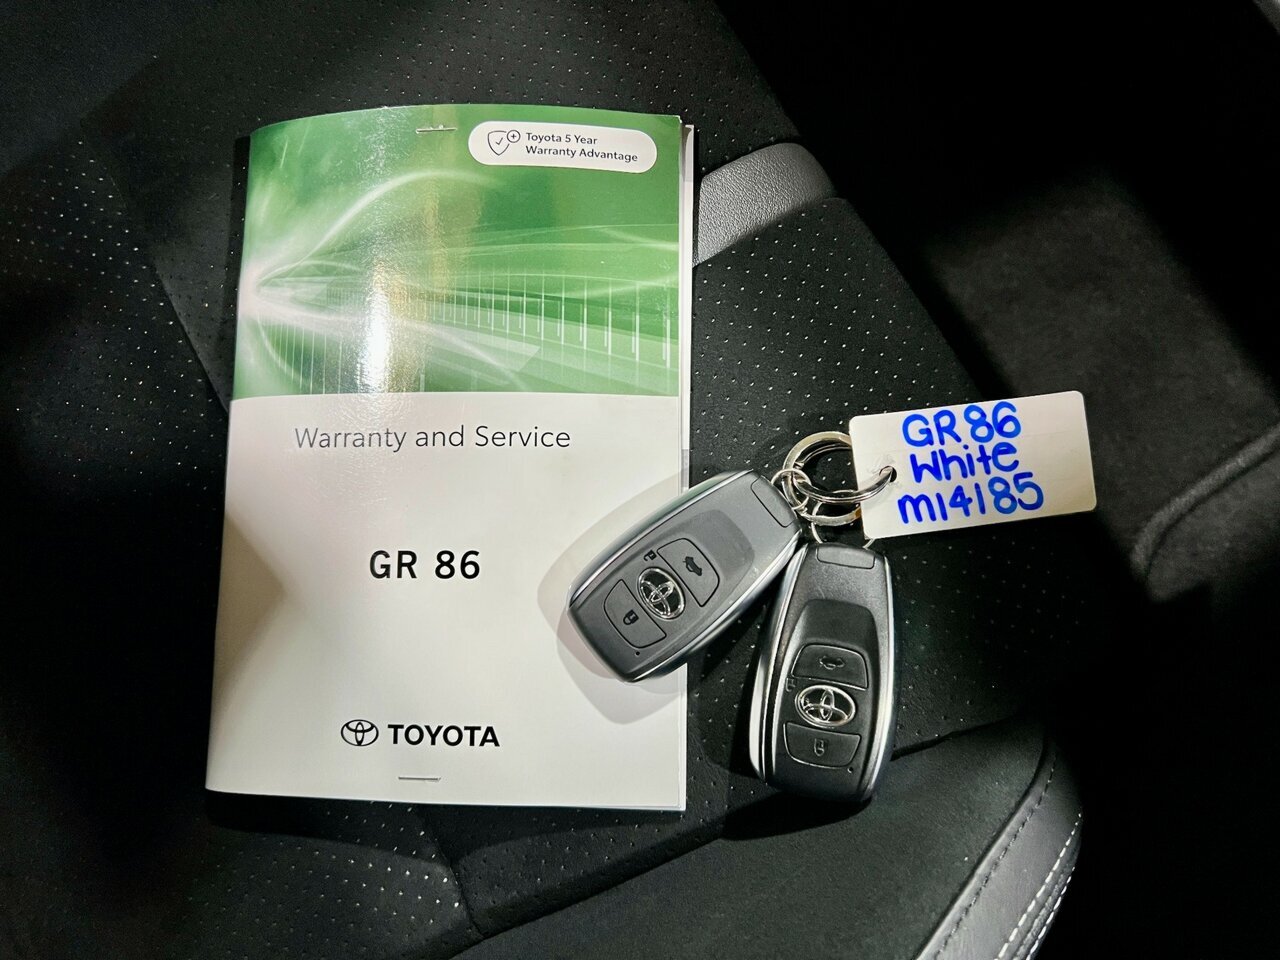 Toyota 5 Year
Warranty Advantage
Warranty and Service
GR 86
TOYOTA
GR86
White
M14185